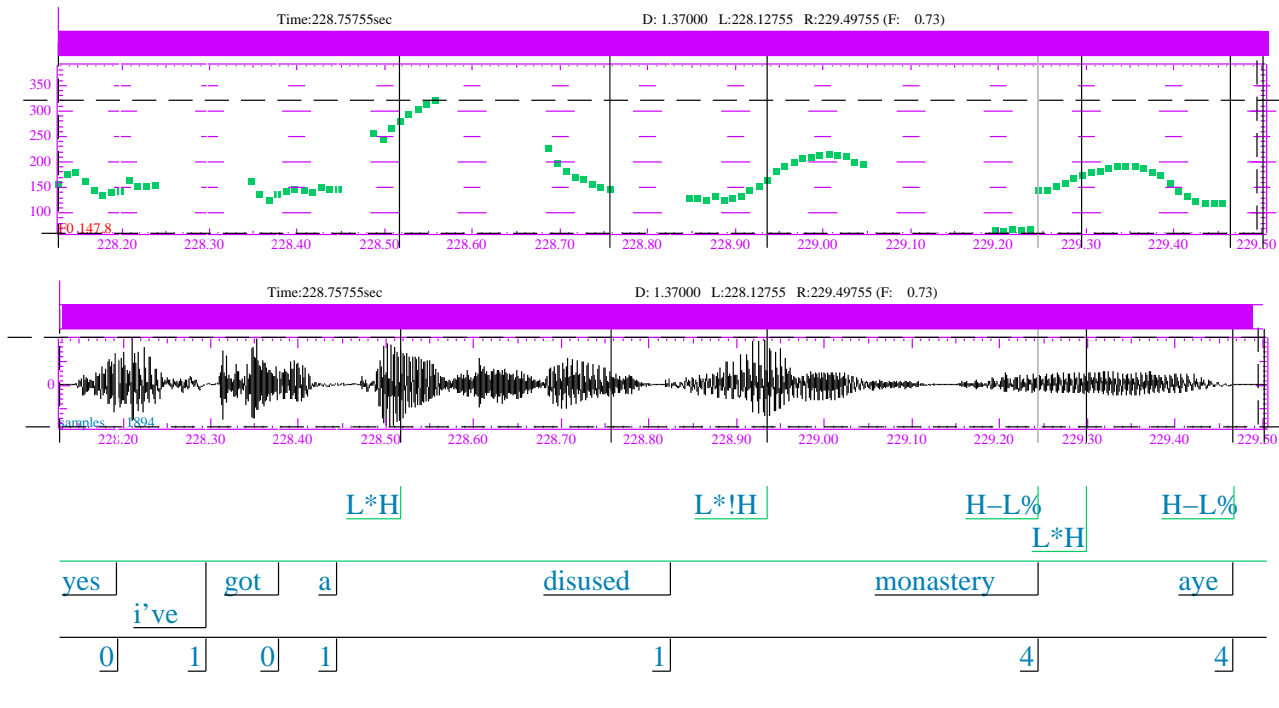 Time:228.75755sec D: 1.37000 L:228.12755 R:229.49755 (F: 0.73)
350
300
250
200
150
100
F0 147.8
228.20 228.30 228.40 228.50 228.60 228.70 228.80 228.90 229.00 229.10 229.20 229.30 229.40 229.50
Time:228.75755sec D: 1.37000 L:228.12755 R:229.49755 (F: 0.73)
0
samples 1894
228.20 228.30 228.40 228.50 228.60 228.70 228.80 228.90 229.00 229.10 229.20 229.30 229.40 229.50
L*H L*!H H−L% H−L%
L*H
yes got a disused monastery aye
i've
0 1 0 1 1 4 4